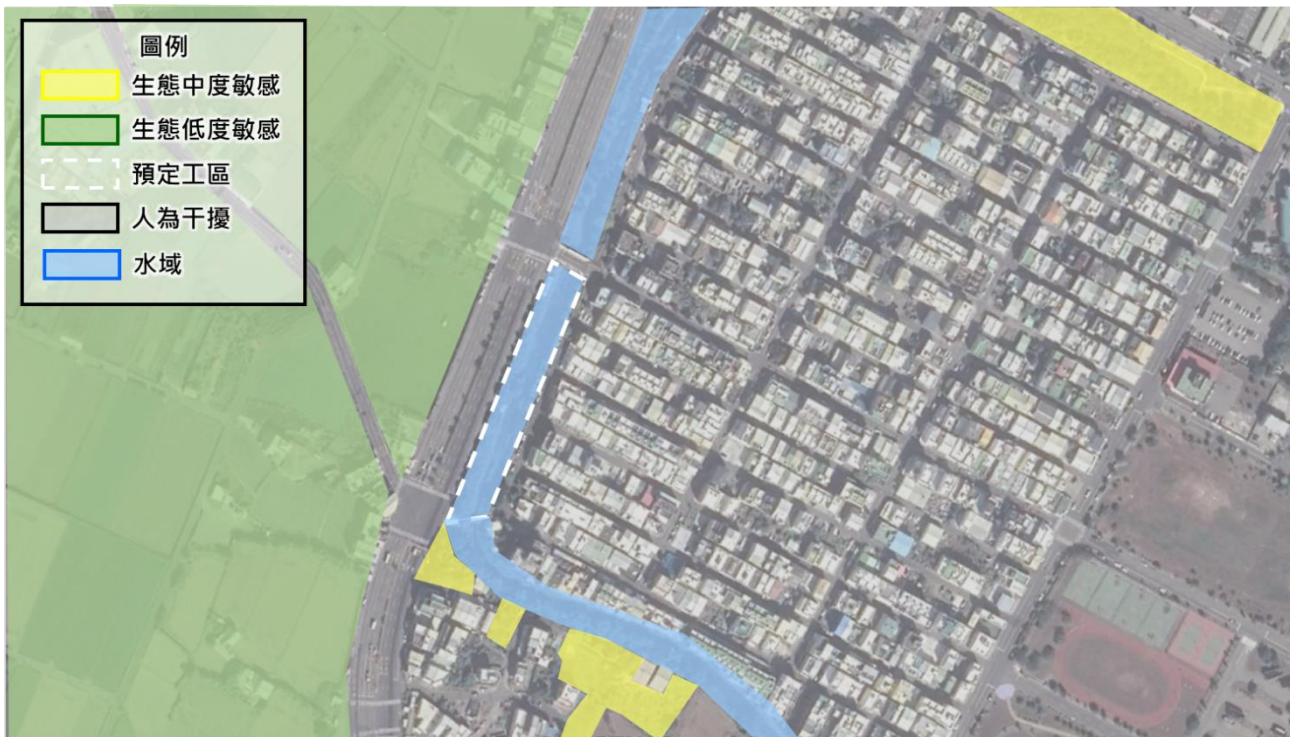 圖例
生態中度敏感
生態低度敏感
預定工區
人為干擾
水域